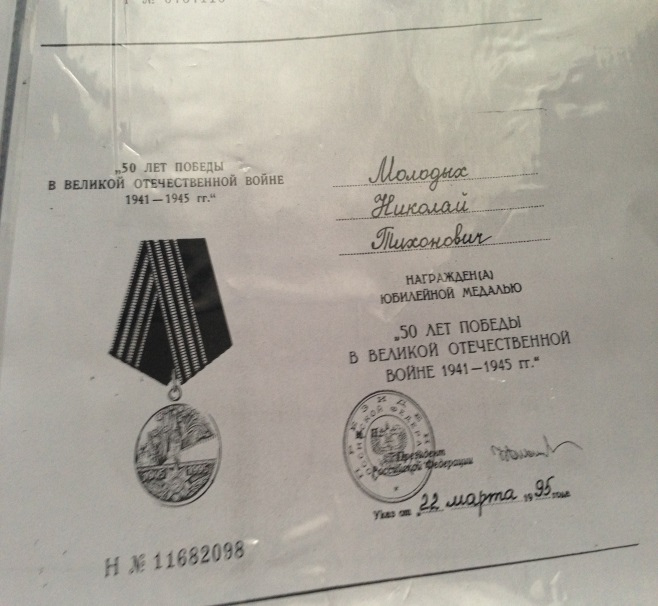 „50 ЛЕТ ПОБЕДЫ
В ВЕЛИКОЙ ОТЕЧЕСТВЕННОЙ ВОЙНЕ
1941—1945 гг.“
Н № 11682098
Молодых
Николай
Тихонович
НАГРАЖДЕН(А)
ЮБИЛЕЙНОЙ МЕДАЛЬЮ
„50 ЛЕТ ПОБЕДЫ
В ВЕЛИКОЙ ОТЕЧЕСТВЕННОЙ
ВОЙНЕ 1941—1945 гг.“
Президент
Российской Федерации
Указ от „22 марта 1995 года